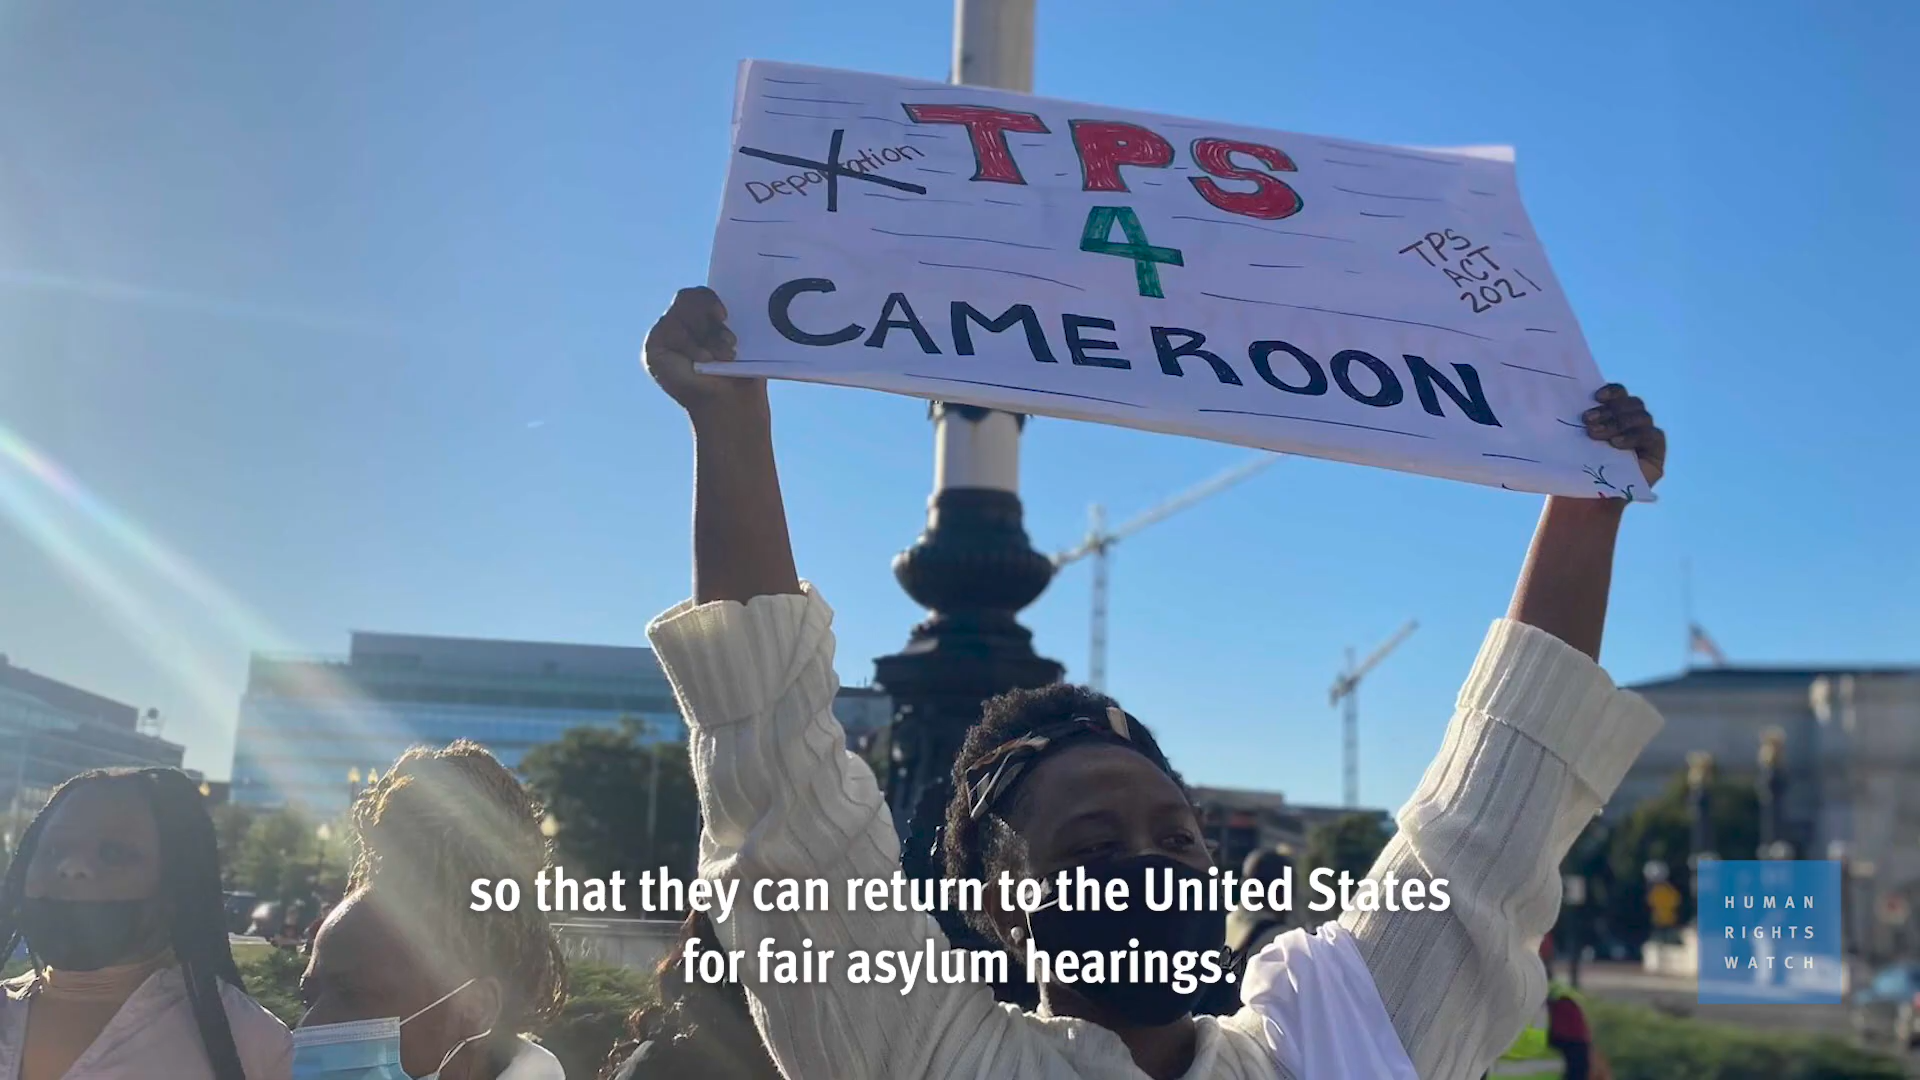 TPS
Deportation
4
TPS
ACT
2021
CAMEROON
so that they can return to the United States
for fair asylum hearings.
HUMAN
RIGHTS
WATCH